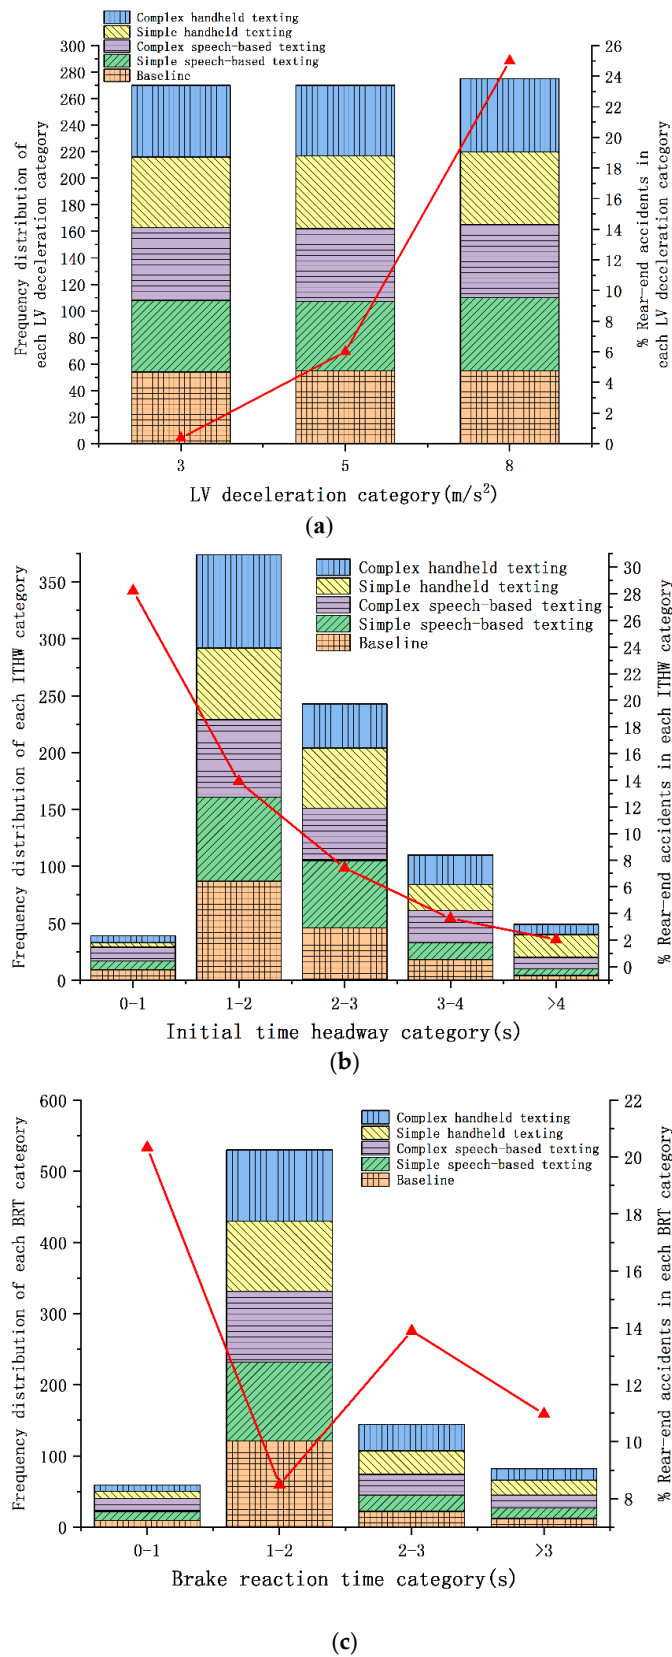 Complex handheld texting
Simple handheld texting
Complex speech-based texting
Simple speech-based texting
Baseline
Frequency distribution of
each LV deceleration category
300
280
260
240
220
200
180
160
140
120
100
80
60
40
20
0
26
24
22
20
18
16
14
12
10
8
6
4
2
0
% Rear-end accidents in
each LV deceleration category
3 5 8
LV deceleration category(m/s²)
(a)
Complex handheld texting
Simple handheld texting
Complex speech-based texting
Simple speech-based texting
Baseline
Frequency distribution of each ITHW category
350
300
250
200
150
100
50
0
30
28
26
24
22
20
18
16
14
12
10
8
6
4
2
0
% Rear-end accidents in each ITHW category
0-1 1-2 2-3 3-4 >4
Initial time headway category(s)
(b)
Complex handheld texting
Simple handheld texting
Complex speech-based texting
Simple speech-based texting
Baseline
Frequency distribution of each BRT category
600
500
400
300
200
100
0
22
20
18
16
14
12
10
8
% Rear-end accidents in each BRT category
0-1 1-2 2-3 >3
Brake reaction time category(s)
(c)